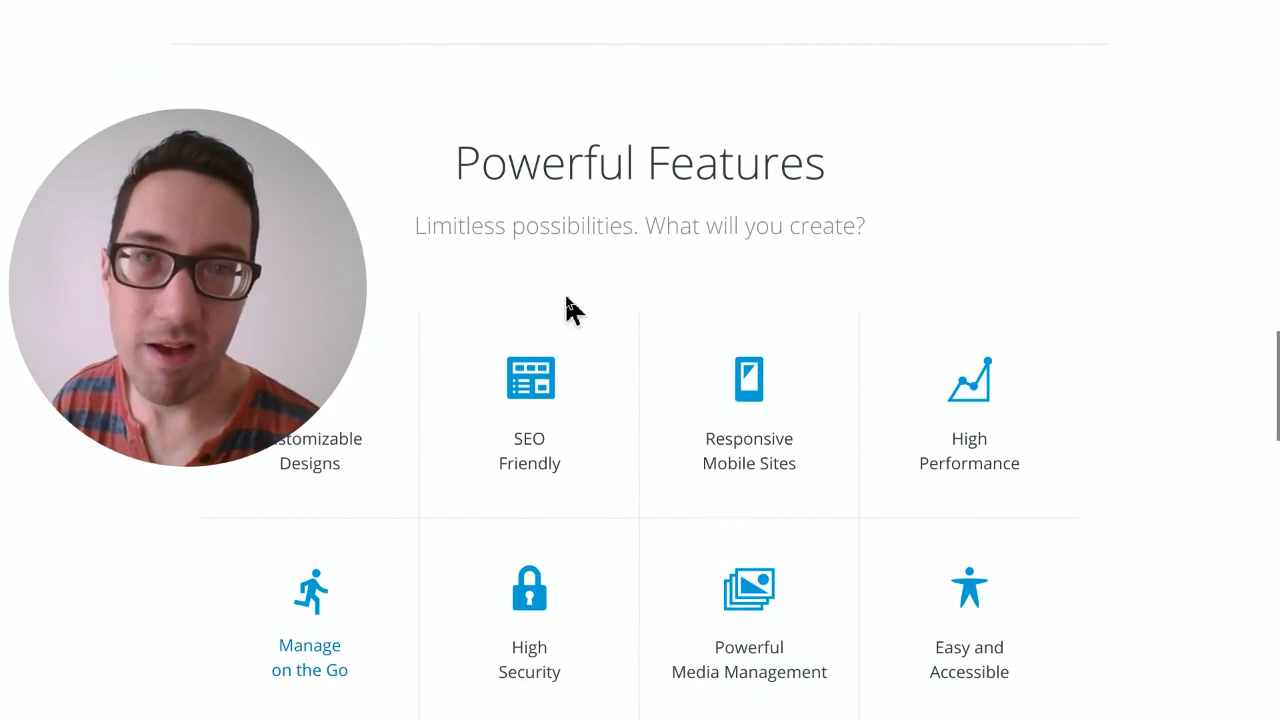 Powerful Features
Limitless possibilities. What will you create?
stomizable
Designs
SEO
Friendly
Responsive
Mobile Sites
High
Performance
Manage
on the Go
High
Security
Powerful
Media Management
Easy and
Accessible